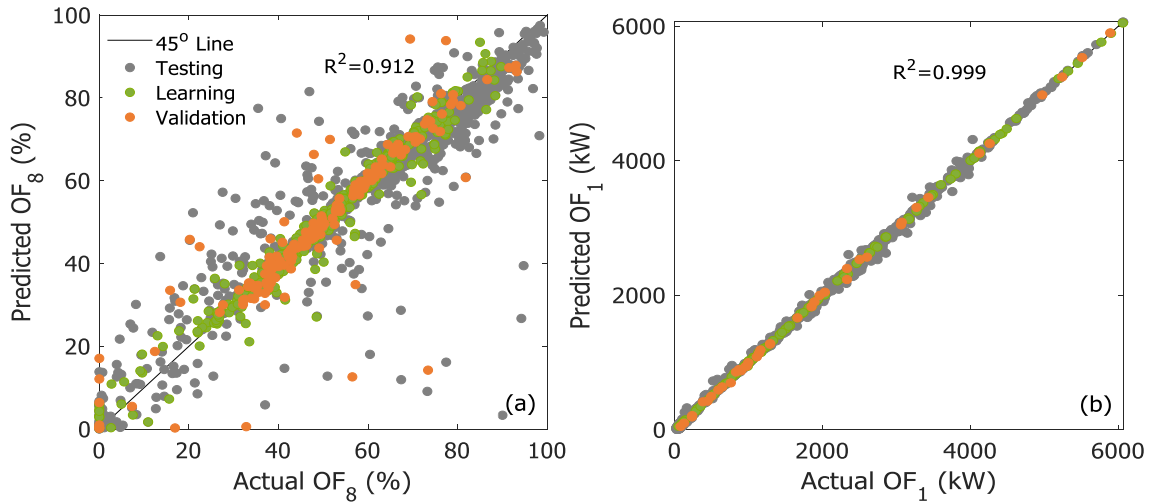 100
80
60
40
20
0
Predicted OF8 (%)
45o Line
Testing
Learning
Validation
R2=0.912
(a)
0
20
40
60
80
100
Actual OF8 (%)
6000
4000
2000
0
Predicted OF1 (kW)
R2=0.999
(b)
0
2000
4000
6000
Actual OF1 (kW)